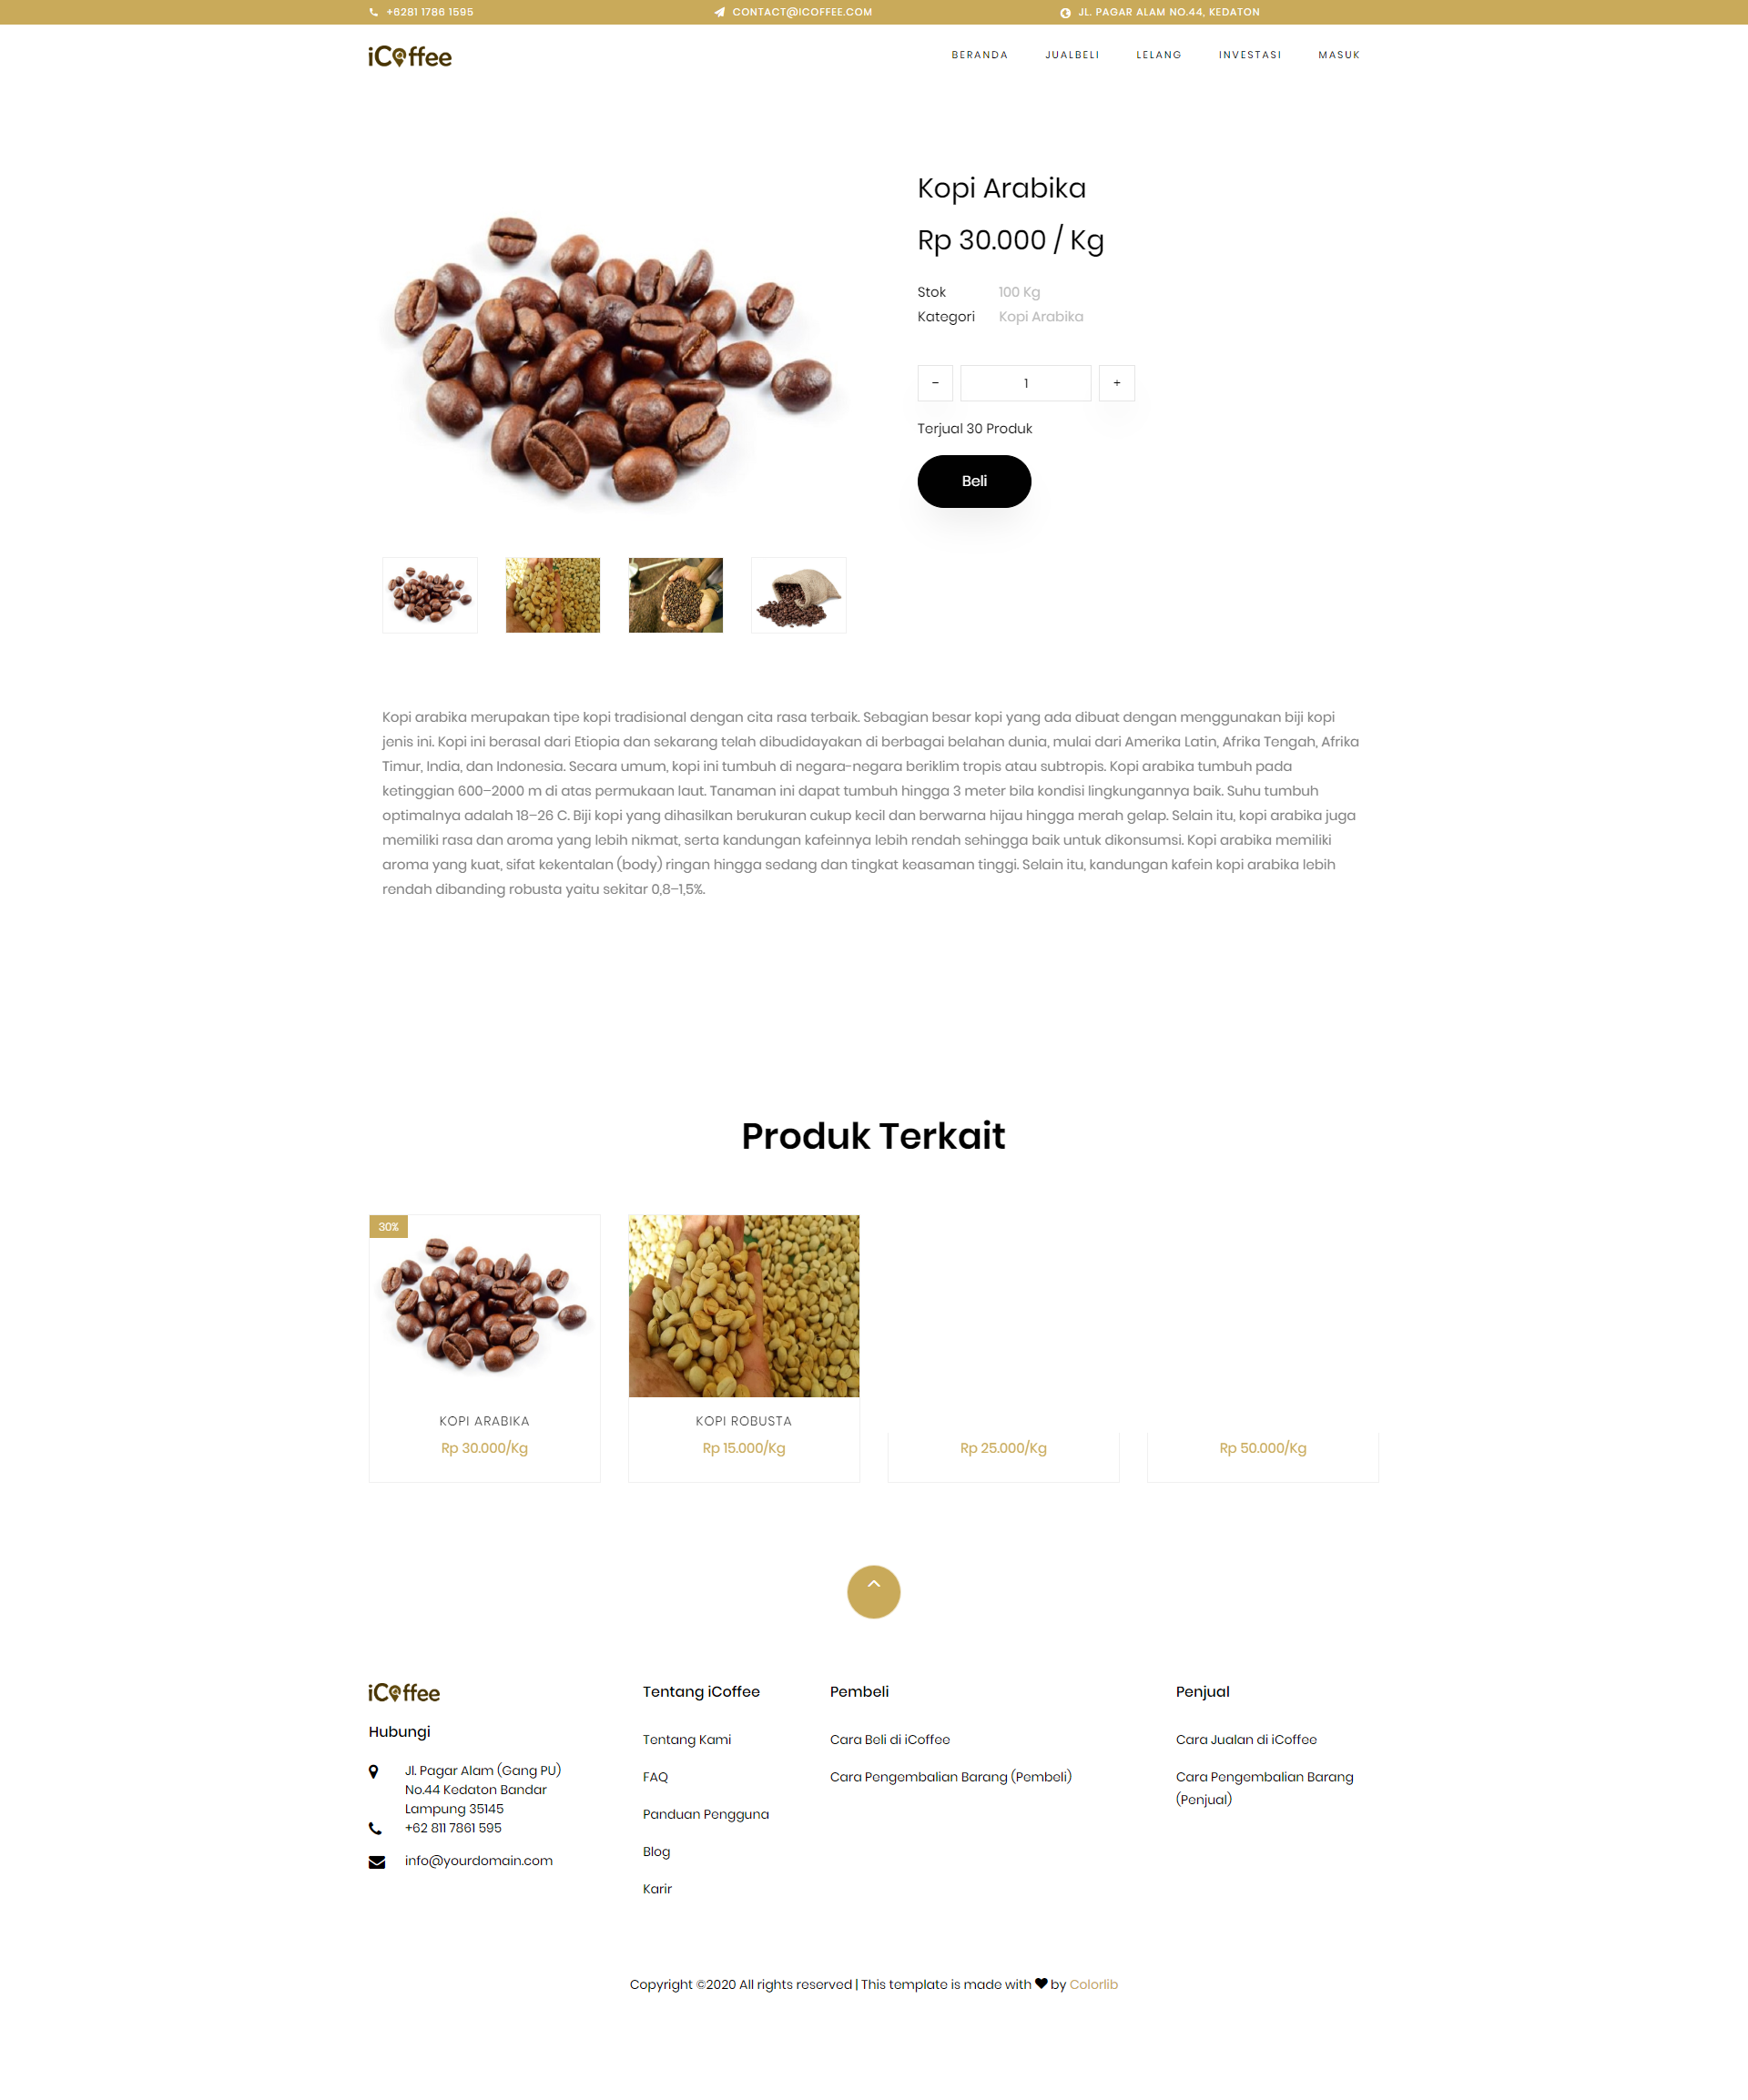 +6281 1786 1595
CONTACT@ICOFFEE.COM
JL. PAGAR ALAM NO.44, KEDATON
iCoffee
BERANDA
JUALBELI
LELANG
INVESTASI
MASUK
Kopi Arabika
Rp 30.000 / Kg
Stok 100 Kg
Kategori Kopi Arabika
- 1 +
Terjual 30 Produk
Beli
Kopi arabika merupakan tipe kopi tradisional dengan cita rasa terbaik. Sebagian besar kopi yang ada dibuat dengan menggunakan biji kopi
jenis ini. Kopi ini berasal dari Etiopia dan sekarang telah dibudidayakan di berbagai belahan dunia, mulai dari Amerika Latin, Afrika Tengah, Afrika
Timur, India, dan Indonesia. Secara umum, kopi ini tumbuh di negara-negara beriklim tropis atau subtropis. Kopi arabika tumbuh pada
ketinggian 600–2000 m di atas permukaan laut. Tanaman ini dapat tumbuh hingga 3 meter bila kondisi lingkungannya baik. Suhu tumbuh
optimalnya adalah 18–26 C. Biji kopi yang dihasilkan berukuran cukup kecil dan berwarna hijau hingga merah gelap. Selain itu, kopi arabika juga
memiliki rasa dan aroma yang lebih nikmat, serta kandungan kafeinnya lebih rendah sehingga baik untuk dikonsumsi. Kopi arabika memiliki
aroma yang kuat, sifat kekentalan (body) ringan hingga sedang dan tingkat keasaman tinggi. Selain itu, kandungan kafein kopi arabika lebih
rendah dibanding robusta yaitu sekitar 0,8–1,5%.
Produk Terkait
30%
KOPI ARABIKA
Rp 30.000/Kg
KOPI ROBUSTA
Rp 15.000/Kg
Rp 25.000/Kg
Rp 50.000/Kg
iCoffee
Hubungi
Jl. Pagar Alam (Gang PU)
No.44 Kedaton Bandar
Lampung 35145
+62 811 7861 595
info@yourdomain.com
Tentang iCoffee
Tentang Kami
FAQ
Panduan Pengguna
Blog
Karir
Pembeli
Cara Beli di iCoffee
Cara Pengembalian Barang (Pembeli)
Penjual
Cara Jualan di iCoffee
Cara Pengembalian Barang
(Penjual)
Copyright ©2020 All rights reserved | This template is made with ♥ by Colorlib